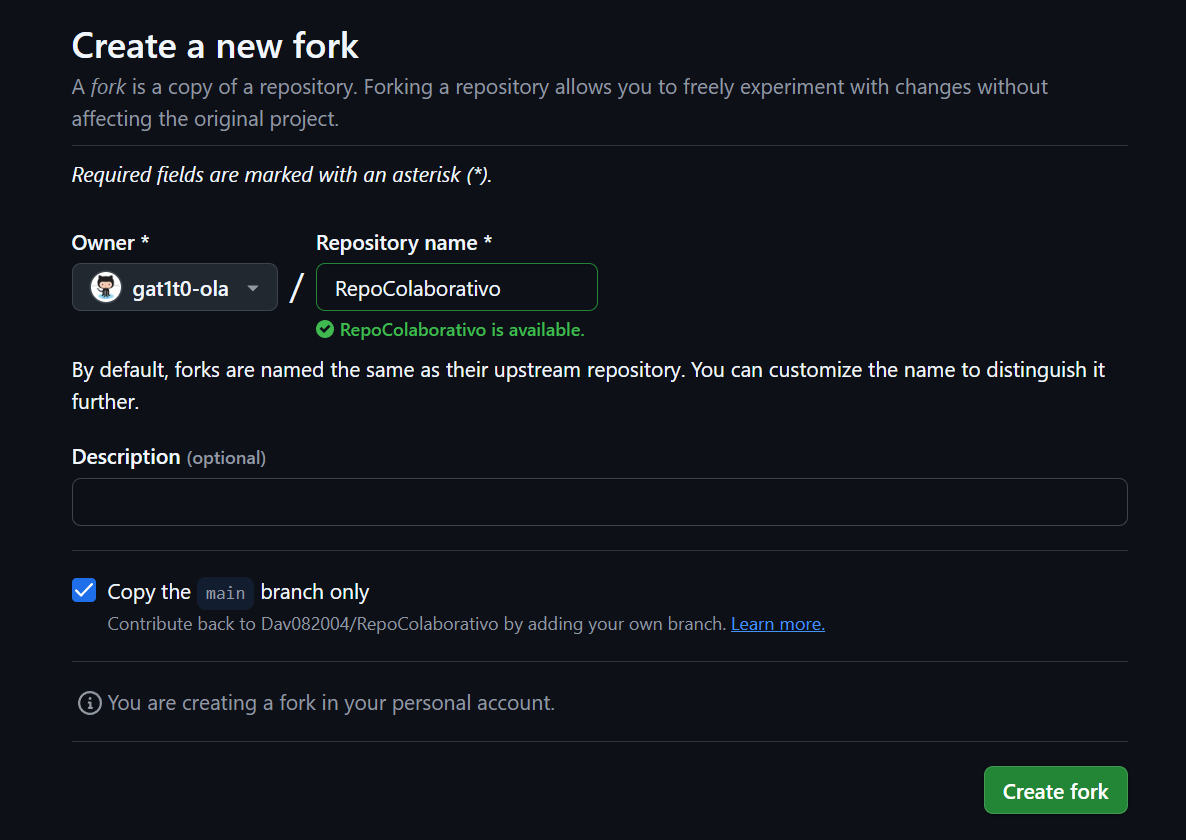 Create a new fork
A fork is a copy of a repository. Forking a repository allows you to freely experiment with changes without
affecting the original project.
Required fields are marked with an asterisk (*).
Owner *
Repository name *
gat1t0-ola
/
RepoColaborativo
RepoColaborativo is available.
By default, forks are named the same as their upstream repository. You can customize the name to distinguish it
further.
Description (optional)
Copy the main branch only
Contribute back to Dav082004/RepoColaborativo by adding your own branch. Learn more.
You are creating a fork in your personal account.
Create fork